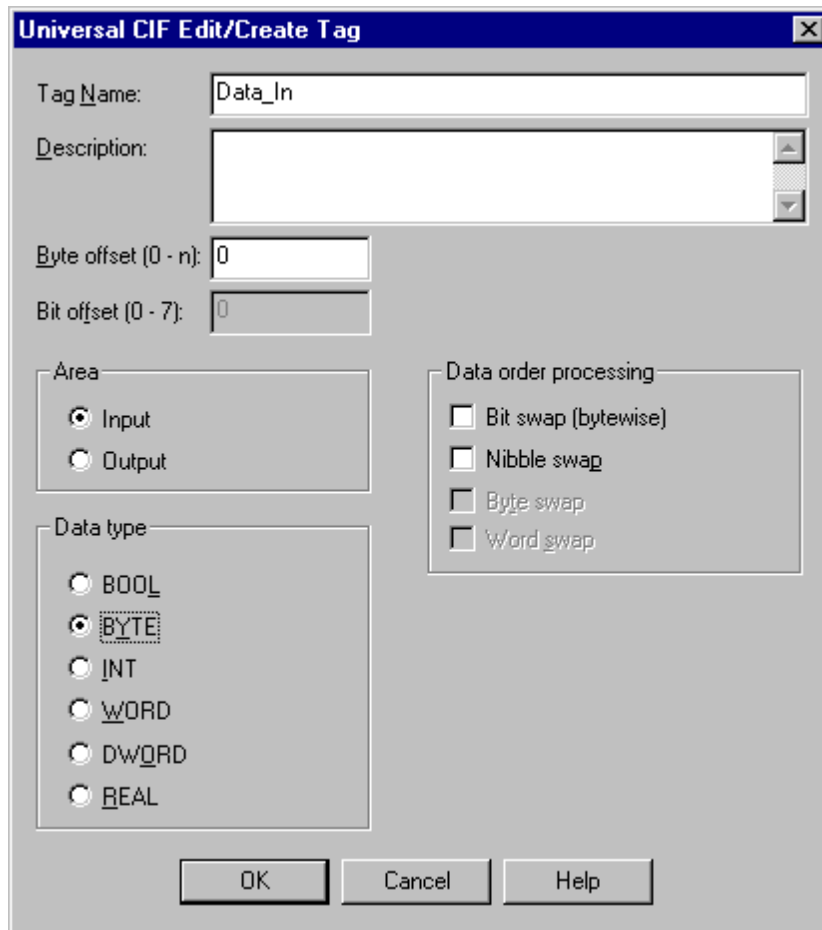 Universal CIF Edit/Create Tag
Tag Name: Data_In
Description:
Byte offset (0 - n): 0
Bit offset (0 - 7): 0
Area
Input
Output
Data order processing
Bit swap (bytewise)
Nibble swap
Byte swap
Word swap
Data type
BOOL
BYTE
INT
WORD
DWORD
REAL
OK Cancel Help